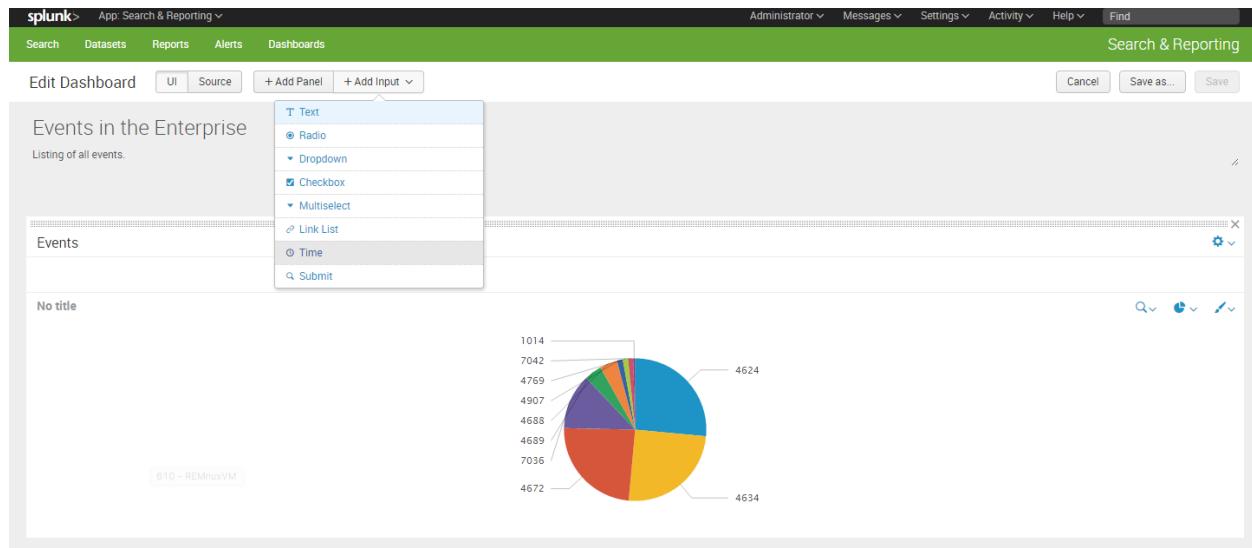 splunk> App: Search & Reporting Administrator Messages Settings Activity Help Find
Search Datasets Reports Alerts Dashboards Search & Reporting
Edit Dashboard UI Source + Add Panel + Add Input Cancel Save as... Save
T Text
Radio
Dropdown
Checkbox
Multiselect
Link List
Time
Submit
Events in the Enterprise
Listing of all events.
Events
No title
1014
7042
4769
4907
4688
4689
7036
4672
4624
4634
610 - REMnuxVM